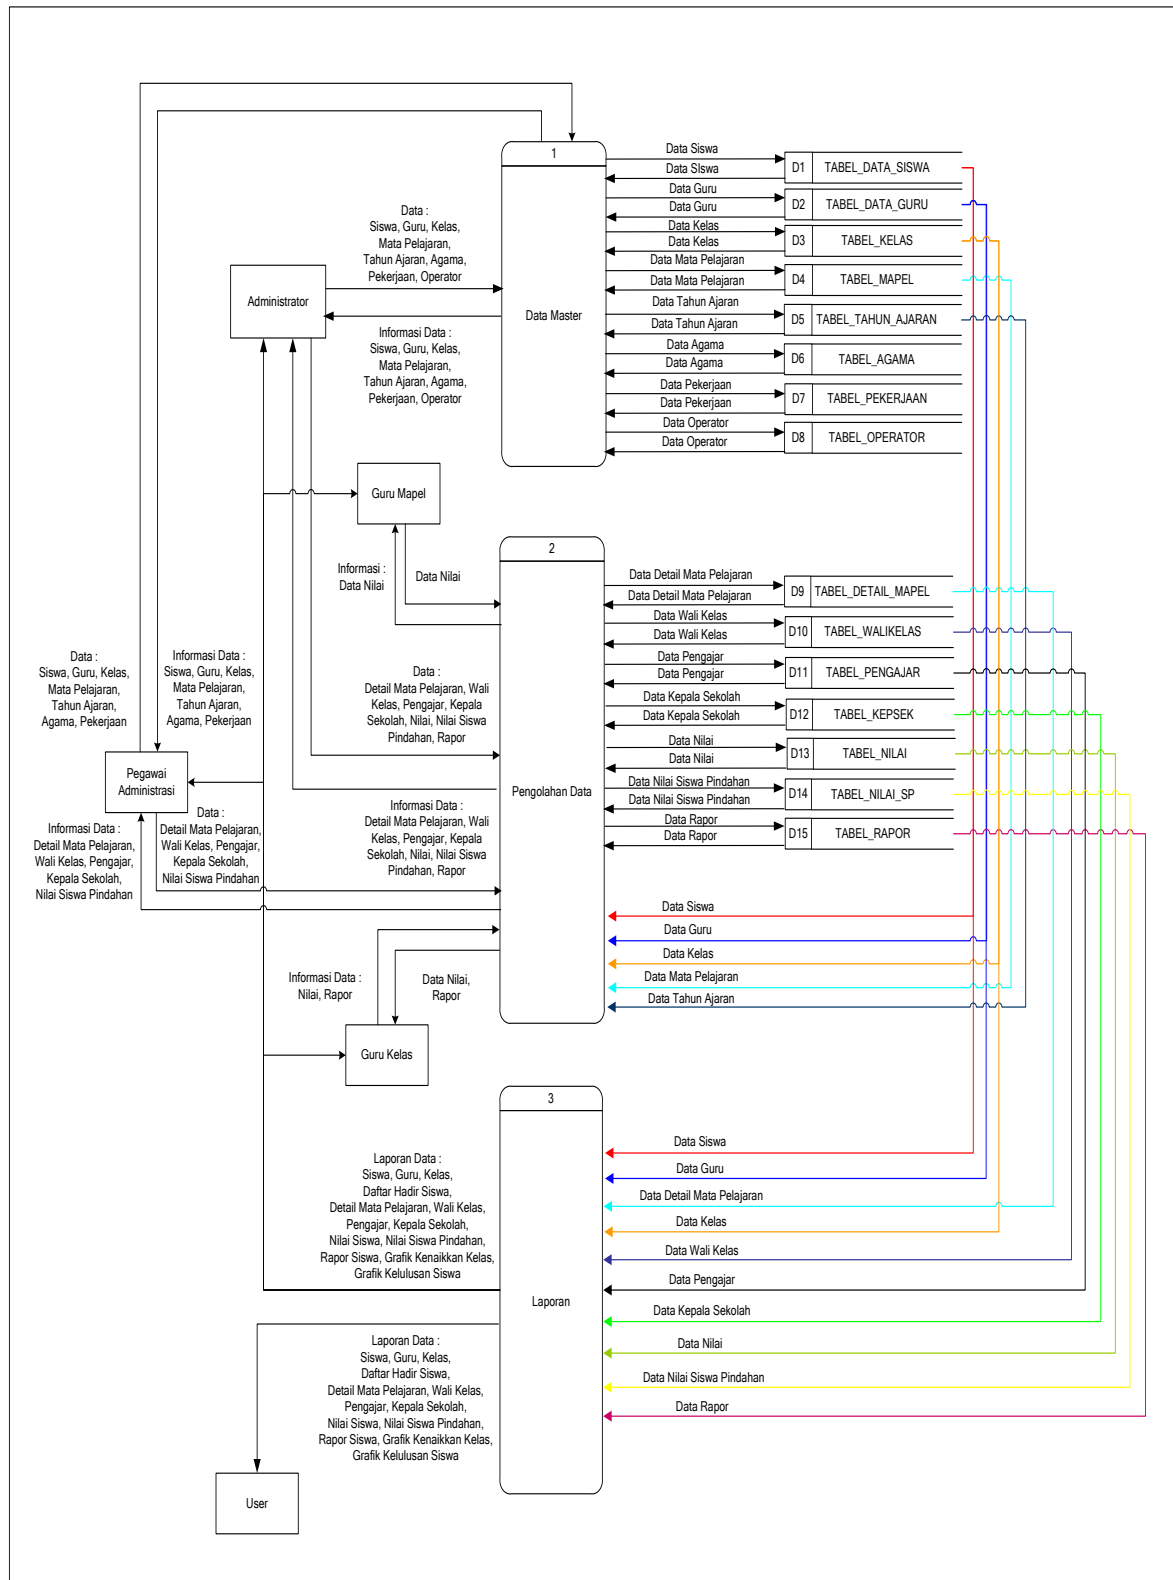 1
Data Master
Data Siswa
Data SIswa
Data Guru
Data Guru
Data Kelas
Data Kelas
Data Mata Pelajaran
Data Mata Pelajaran
Data Tahun Ajaran
Data Tahun Ajaran
Data Agama
Data Agama
Data Pekerjaan
Data Pekerjaan
Data Operator
Data Operator
D1 TABEL_DATA_SISWA
D2 TABEL_DATA_GURU
D3 TABEL_KELAS
D4 TABEL_MAPEL
D5 TABEL_TAHUN_AJARAN
D6 TABEL_AGAMA
D7 TABEL_PEKERJAAN
D8 TABEL_OPERATOR
Data :
Siswa, Guru, Kelas,
Mata Pelajaran,
Tahun Ajaran, Agama,
Pekerjaan, Operator
Administrator
Informasi Data :
Siswa, Guru, Kelas,
Mata Pelajaran,
Tahun Ajaran, Agama,
Pekerjaan, Operator
Guru Mapel
Informasi :
Data Nilai
Data Nilai
2
Pengolahan Data
Data Detail Mata Pelajaran
Data Detail Mata Pelajaran
Data Wali Kelas
Data Wali Kelas
Data Pengajar
Data Pengajar
Data Kepala Sekolah
Data Kepala Sekolah
Data Nilai
Data Nilai
Data Nilai Siswa Pindahan
Data Nilai Siswa Pindahan
Data Rapor
Data Rapor
D9 TABEL_DETAIL_MAPEL
D10 TABEL_WALIKELAS
D11 TABEL_PENGAJAR
D12 TABEL_KEPSEK
D13 TABEL_NILAI
D14 TABEL_NILAI_SP
D15 TABEL_RAPOR
Data :
Siswa, Guru, Kelas,
Mata Pelajaran,
Tahun Ajaran,
Agama, Pekerjaan
Informasi Data :
Siswa, Guru, Kelas,
Mata Pelajaran,
Tahun Ajaran,
Agama, Pekerjaan
Data :
Detail Mata Pelajaran, Wali
Kelas, Pengajar, Kepala
Sekolah, Nilai, Nilai Siswa
Pindahan, Rapor
Pegawai
Administrasi
Informasi Data :
Detail Mata Pelajaran,
Wali Kelas, Pengajar,
Kepala Sekolah,
Nilai Siswa Pindahan
Data :
Detail Mata Pelajaran,
Wali Kelas, Pengajar,
Kepala Sekolah,
Nilai Siswa Pindahan
Informasi Data :
Detail Mata Pelajaran, Wali
Kelas, Pengajar, Kepala
Sekolah, Nilai, Nilai Siswa
Pindahan, Rapor
Data Siswa
Data Guru
Data Kelas
Data Mata Pelajaran
Data Tahun Ajaran
Informasi Data :
Nilai, Rapor
Data Nilai,
Rapor
Guru Kelas
3
Laporan
Data Siswa
Data Guru
Data Detail Mata Pelajaran
Data Kelas
Data Wali Kelas
Data Pengajar
Data Kepala Sekolah
Data Nilai
Data Nilai Siswa Pindahan
Data Rapor
Laporan Data :
Siswa, Guru, Kelas,
Daftar Hadir Siswa,
Detail Mata Pelajaran, Wali Kelas,
Pengajar, Kepala Sekolah,
Nilai Siswa, Nilai Siswa Pindahan,
Rapor Siswa, Grafik Kenaikkan Kelas,
Grafik Kelulusan Siswa
Laporan Data :
Siswa, Guru, Kelas,
Daftar Hadir Siswa,
Detail Mata Pelajaran, Wali Kelas,
Pengajar, Kepala Sekolah,
Nilai Siswa, Nilai Siswa Pindahan,
Rapor Siswa, Grafik Kenaikkan Kelas,
Grafik Kelulusan Siswa
User